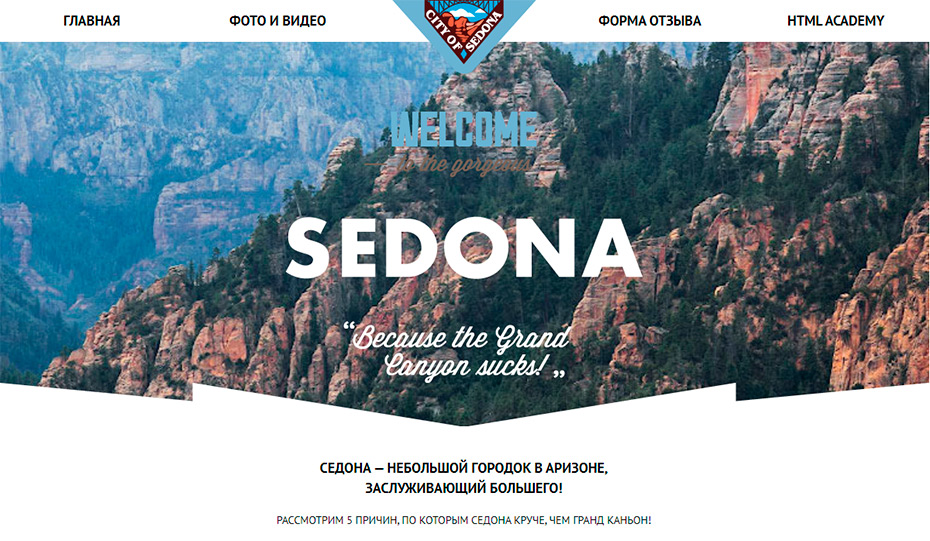 ГЛАВНАЯ
ФОТО И ВИДЕО
CITY OF SEDONA
ФОРМА ОТЗЫВА
HTML ACADEMY
WELCOME
— to the gorgeous —
SEDONA
“Because the Grand
Canyon sucks!„
СЕДОНА — НЕБОЛЬШОЙ ГОРОДОК В АРИЗОНЕ,
ЗАСЛУЖИВАЮЩИЙ БОЛЬШЕГО!
РАССМОТРИМ 5 ПРИЧИН, ПО КОТОРЫМ СЕДОНА КРУЧЕ, ЧЕМ ГРАНД КАНЬОН!